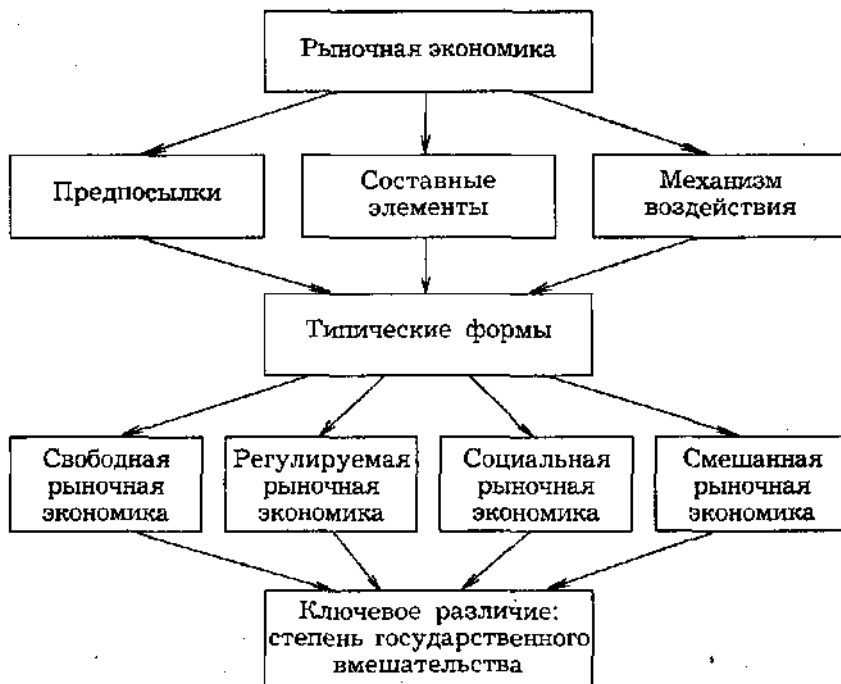 Рыночная экономика
Предпосылки
Составные
элементы
Механизм
воздействия
Типические формы
Свободная
рыночная
экономика
Регулируемая
рыночная
экономика
Социальная
рыночная
экономика
Смешанная
рыночная
экономика
Ключевое различие:
степень государственного
вмешательства